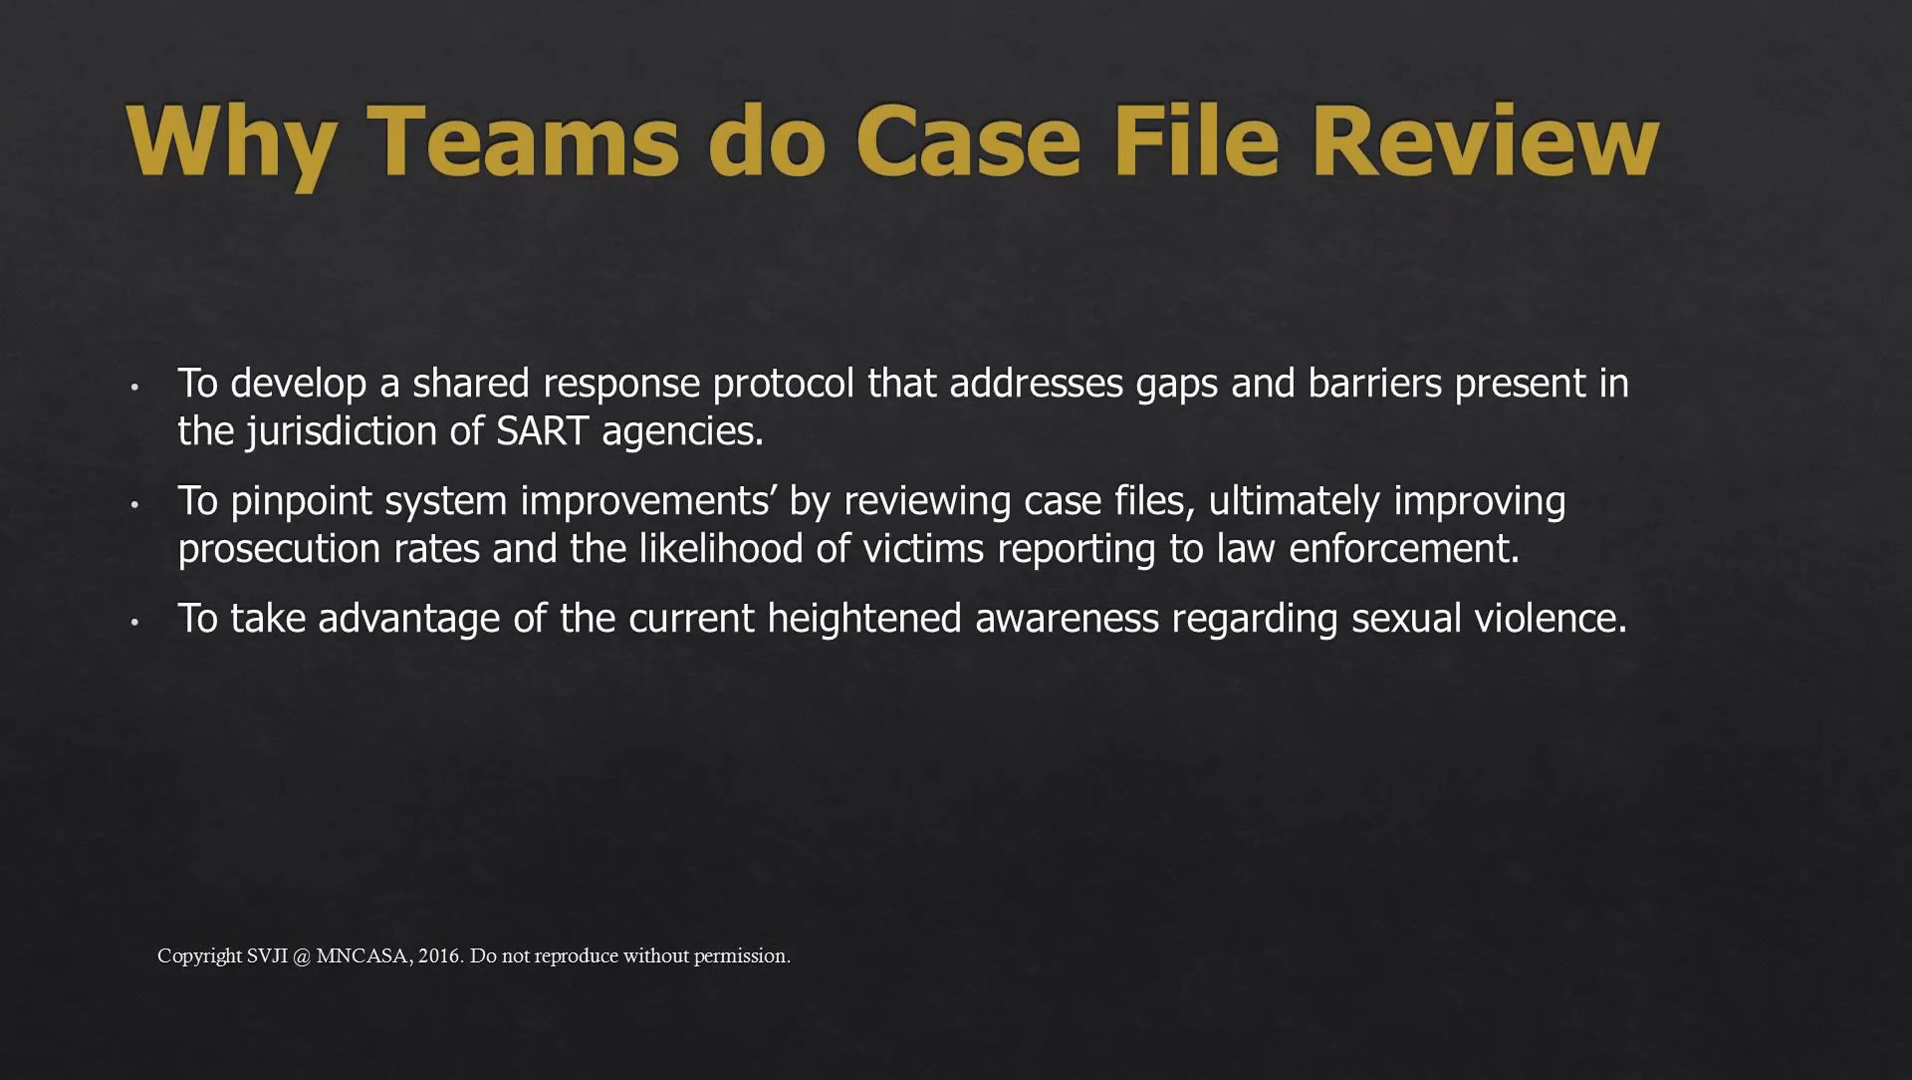 Why Teams do Case File Review
• To develop a shared response protocol that addresses gaps and barriers present in
the jurisdiction of SART agencies.
• To pinpoint system improvements’ by reviewing case files, ultimately improving
prosecution rates and the likelihood of victims reporting to law enforcement.
• To take advantage of the current heightened awareness regarding sexual violence.
Copyright SVJI @ MNCASA, 2016. Do not reproduce without permission.